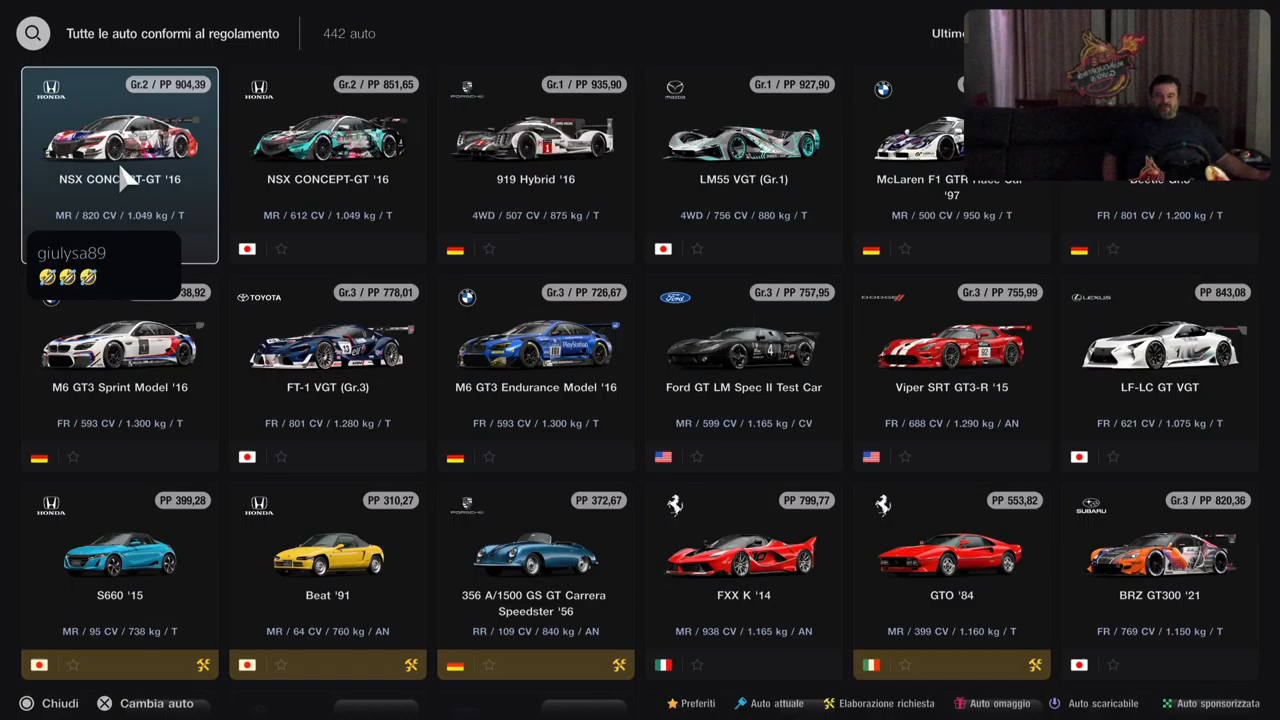 Tutte le auto conformi al regolamento
442 auto
Ultime
HONDA
Gr.2 / PP 904,39
NSX CONCEPT-GT '16
MR / 820 CV / 1.049 kg / T
HONDA
Gr.2 / PP 851,65
NSX CONCEPT-GT '16
MR / 612 CV / 1.049 kg / T
PORSCHE
Gr.1 / PP 935,90
919 Hybrid '16
4WD / 507 CV / 875 kg / T
mazda
Gr.1 / PP 927,90
LM55 VGT (Gr.1)
4WD / 756 CV / 880 kg / T
McLaren F1 GTR Race Car
'97
MR / 500 CV / 950 kg / T
FR / 801 CV / 1.200 kg / T
giulysa89
🤣🤣🤣
38,92
M6 GT3 Sprint Model '16
FR / 593 CV / 1.300 kg / T
TOYOTA
Gr.3 / PP 778,01
FT-1 VGT (Gr.3)
FR / 801 CV / 1.280 kg / T
Gr.3 / PP 726,67
M6 GT3 Endurance Model '16
FR / 593 CV / 1.300 kg / T
Ford
Gr.3 / PP 757,95
Ford GT LM Spec II Test Car
MR / 599 CV / 1.165 kg / CV
DODGE
Gr.3 / PP 755,99
Viper SRT GT3-R '15
FR / 688 CV / 1.290 kg / AN
LEXUS
PP 843,08
LF-LC GT VGT
FR / 621 CV / 1.075 kg / T
HONDA
PP 399,28
S660 '15
MR / 95 CV / 738 kg / T
HONDA
PP 310,27
Beat '91
MR / 64 CV / 760 kg / AN
PORSCHE
PP 372,67
356 A/1500 GS GT Carrera
Speedster '56
RR / 109 CV / 840 kg / AN
PP 799,77
FXX K '14
MR / 938 CV / 1.165 kg / AN
PP 553,82
GTO '84
MR / 399 CV / 1.160 kg / T
SUBARU
Gr.3 / PP 820,36
BRZ GT300 '21
FR / 769 CV / 1.150 kg / T
Chiudi
Cambia auto
Preferiti
Auto attuale
Elaborazione richiesta
Auto omaggio
Auto scaricabile
Auto sponsorizzata